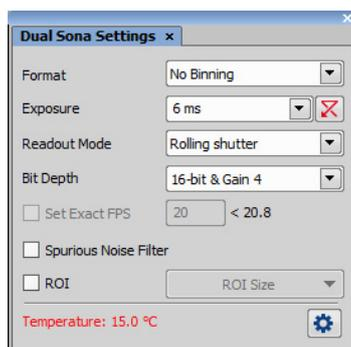 Dual Sona Settings ×
Format No Binning
Exposure 6 ms
Readout Mode Rolling shutter
Bit Depth 16-bit & Gain 4
Set Exact FPS 20 < 20.8
Spurious Noise Filter
ROI ROI Size
Temperature: 15.0 °C